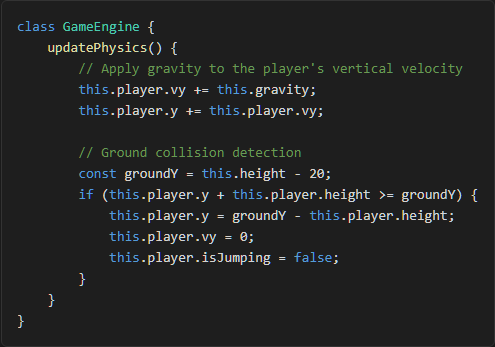 class GameEngine {
    updatePhysics() {
        // Apply gravity to the player's vertical velocity
        this.player.vy += this.gravity;
        this.player.y += this.player.vy;

        // Ground collision detection
        const groundY = this.height - 20;
        if (this.player.y + this.player.height >= groundY) {
            this.player.y = groundY - this.player.height;
            this.player.vy = 0;
            this.player.isJumping = false;
        }
    }
}